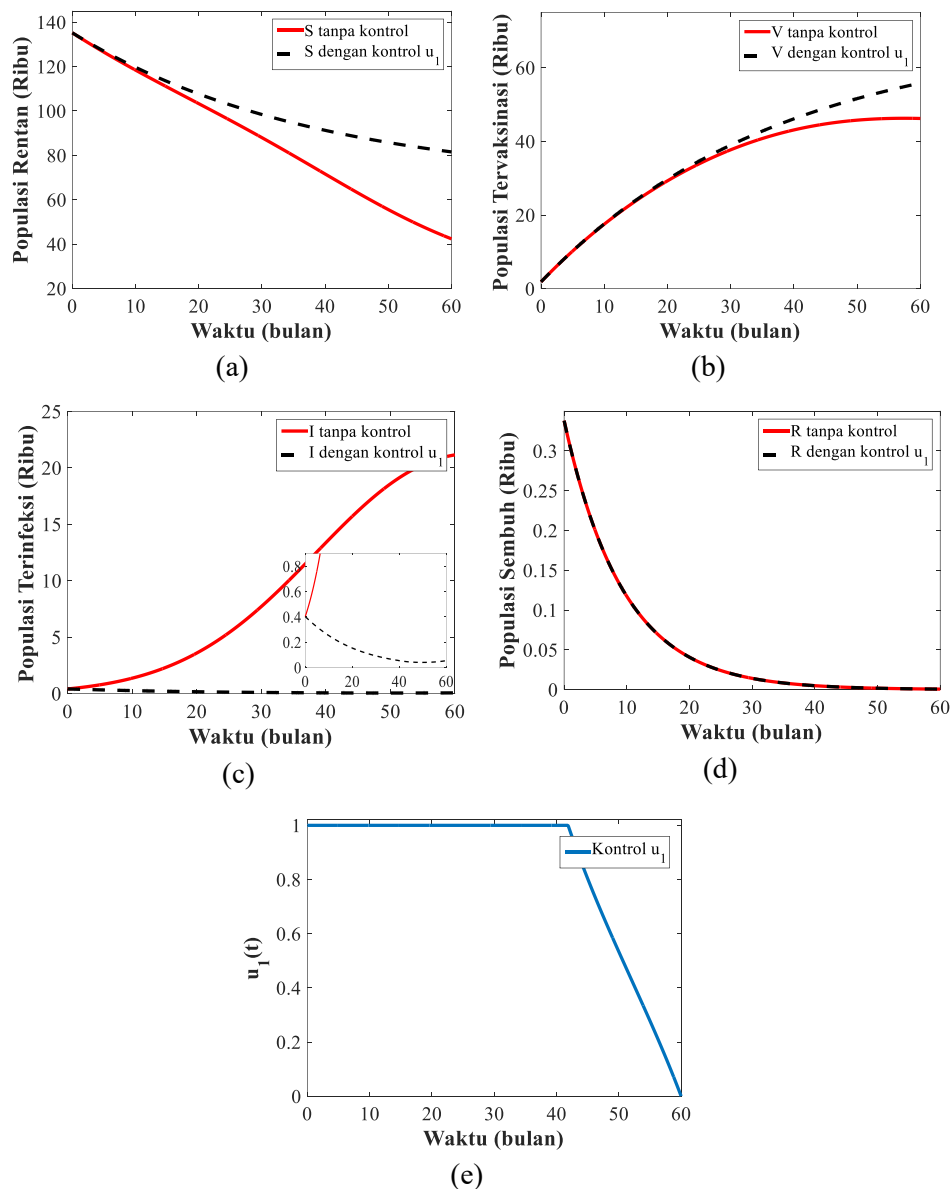 140
120
100
80
60
40
20
Populasi Rentan (Ribu)
S tanpa kontrol
S dengan kontrol u_1
0 10 20 30 40 50 60
Waktu (bulan)
(a)
60
40
20
0
Populasi Tervaksinasi (Ribu)
V tanpa kontrol
V dengan kontrol u_1
0 10 20 30 40 50 60
Waktu (bulan)
(b)
25
20
15
10
5
0
Populasi Terinfeksi (Ribu)
I tanpa kontrol
I dengan kontrol u_1
0.8
0.6
0.4
0.2
0
0 20 40 60
0 10 20 30 40 50 60
Waktu (bulan)
(c)
0.3
0.25
0.2
0.15
0.1
0.05
0
Populasi Sembuh (Ribu)
R tanpa kontrol
R dengan kontrol u_1
0 10 20 30 40 50 60
Waktu (bulan)
(d)
1
0.8
0.6
0.4
0.2
0
u_1(t)
Kontrol u_1
0 10 20 30 40 50 60
Waktu (bulan)
(e)